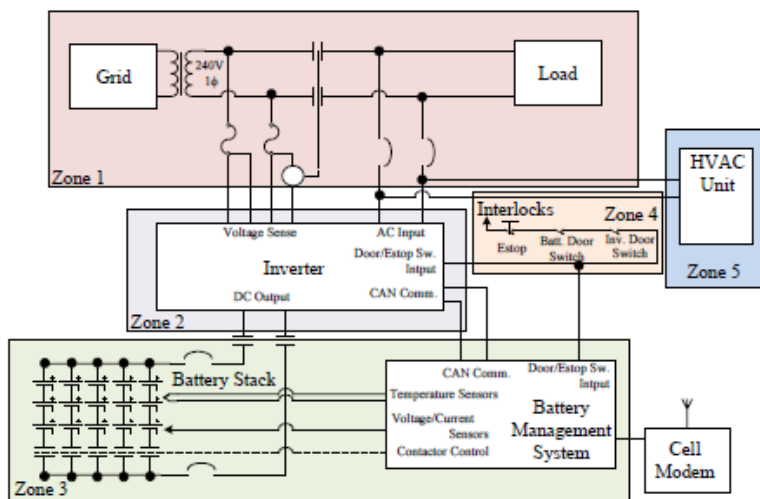 Grid
240V
1ϕ
Load
Zone 1
HVAC
Unit
Zone 5
Interlocks
Zone 4
Estop
Batt. Door
Switch
Inv. Door
Switch
Voltage Sense
AC Input
Inverter
Door/Estop Sw.
Intput
DC Output
CAN Comm.
Zone 2
Battery Stack
CAN Comm.
Door/Estop Sw.
Intput
Temperature Sensors
Voltage/Current
Sensors
Battery
Management
System
Contactor Control
Cell
Modem
Zone 3